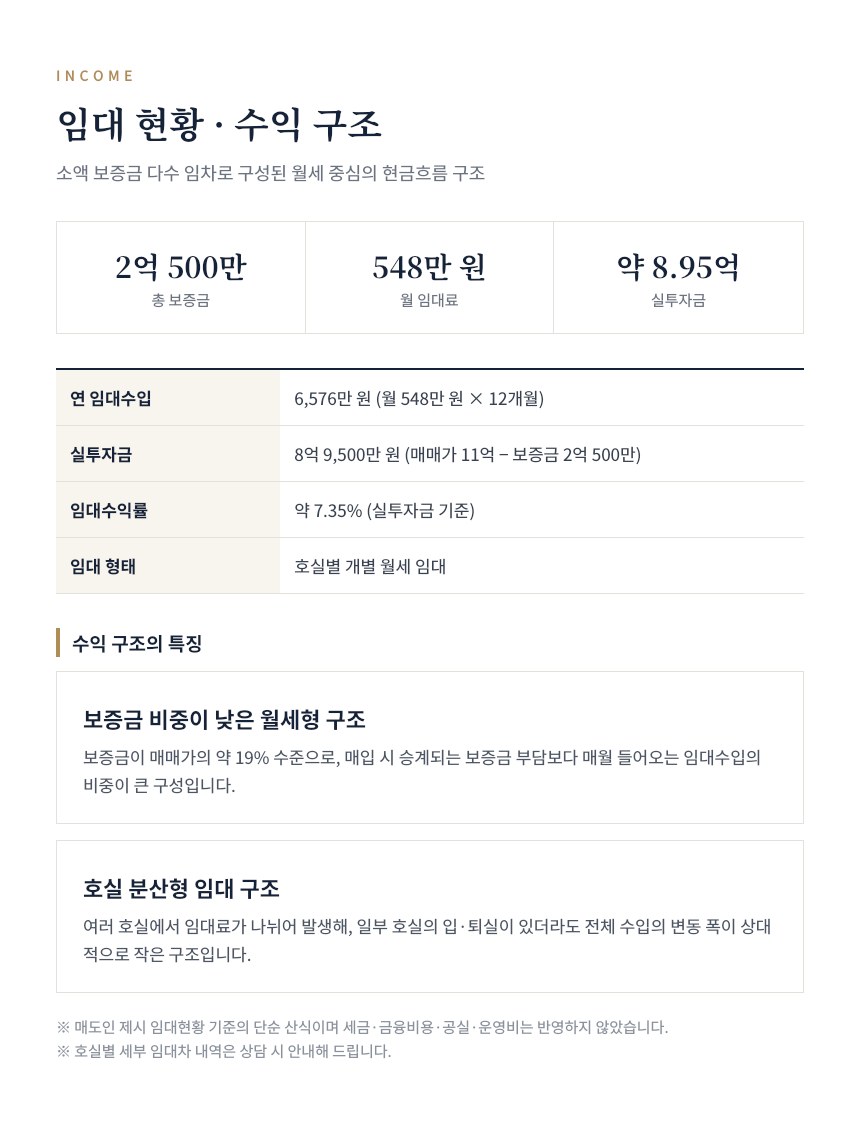 INCOME
임대 현황 · 수익 구조
소액 보증금 다수 임차로 구성된 월세 중심의 현금흐름 구조
2억 500만
총 보증금
548만 원
월 임대료
약 8.95억
실투자금
연 임대수입 6,576만 원 (월 548만 원 × 12개월)
실투자금 8억 9,500만 원 (매매가 11억 − 보증금 2억 500만)
임대수익률 약 7.35% (실투자금 기준)
임대 형태 호실별 개별 월세 임대
수익 구조의 특징
보증금 비중이 낮은 월세형 구조
보증금이 매매가의 약 19% 수준으로, 매입 시 승계되는 보증금 부담보다 매월 들어오는 임대수입의
비중이 큰 구성입니다.
호실 분산형 임대 구조
여러 호실에서 임대료가 나뉘어 발생해, 일부 호실의 입·퇴실이 있더라도 전체 수입의 변동 폭이 상대
적으로 작은 구조입니다.
※ 매도인 제시 임대현황 기준의 단순 산식이며 세금·금융비용·공실·운영비는 반영하지 않았습니다.
※ 호실별 세부 임대차 내역은 상담 시 안내해 드립니다.